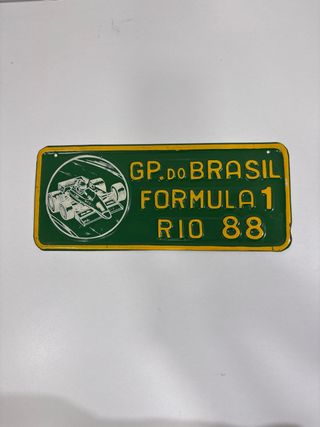 GP. DO BRASIL
FORMULA 1
RIO 88